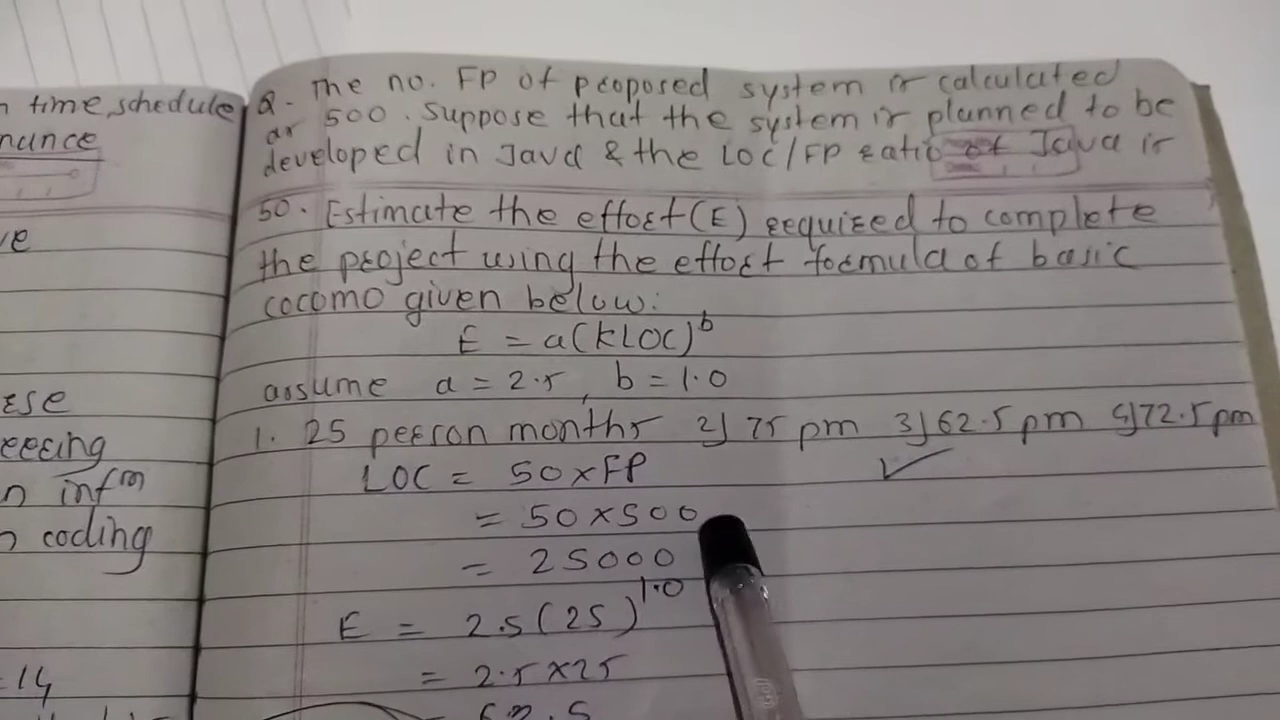 n time, schedule
nance
ve
ese
eering
n infm
n coding
= 14
Q. The no. FP of proposed system is calculated
as 500. Suppose that the system is planned to be
developed in Java & the LOC/FP ratio of Java is
50. Estimate the effort (E) required to complete
the project using the effort formula of basic
cocomo given below:
E = a(KLOC)^b
assume a = 2.5, b = 1.0
1. 25 person months 2) 75 pm 3) 62.5 pm 4) 72.5 pm
LOC = 50 x FP
= 50 x 500
= 25000
E = 2.5 (25)^1.0
= 2.5 x 25
= 62.5